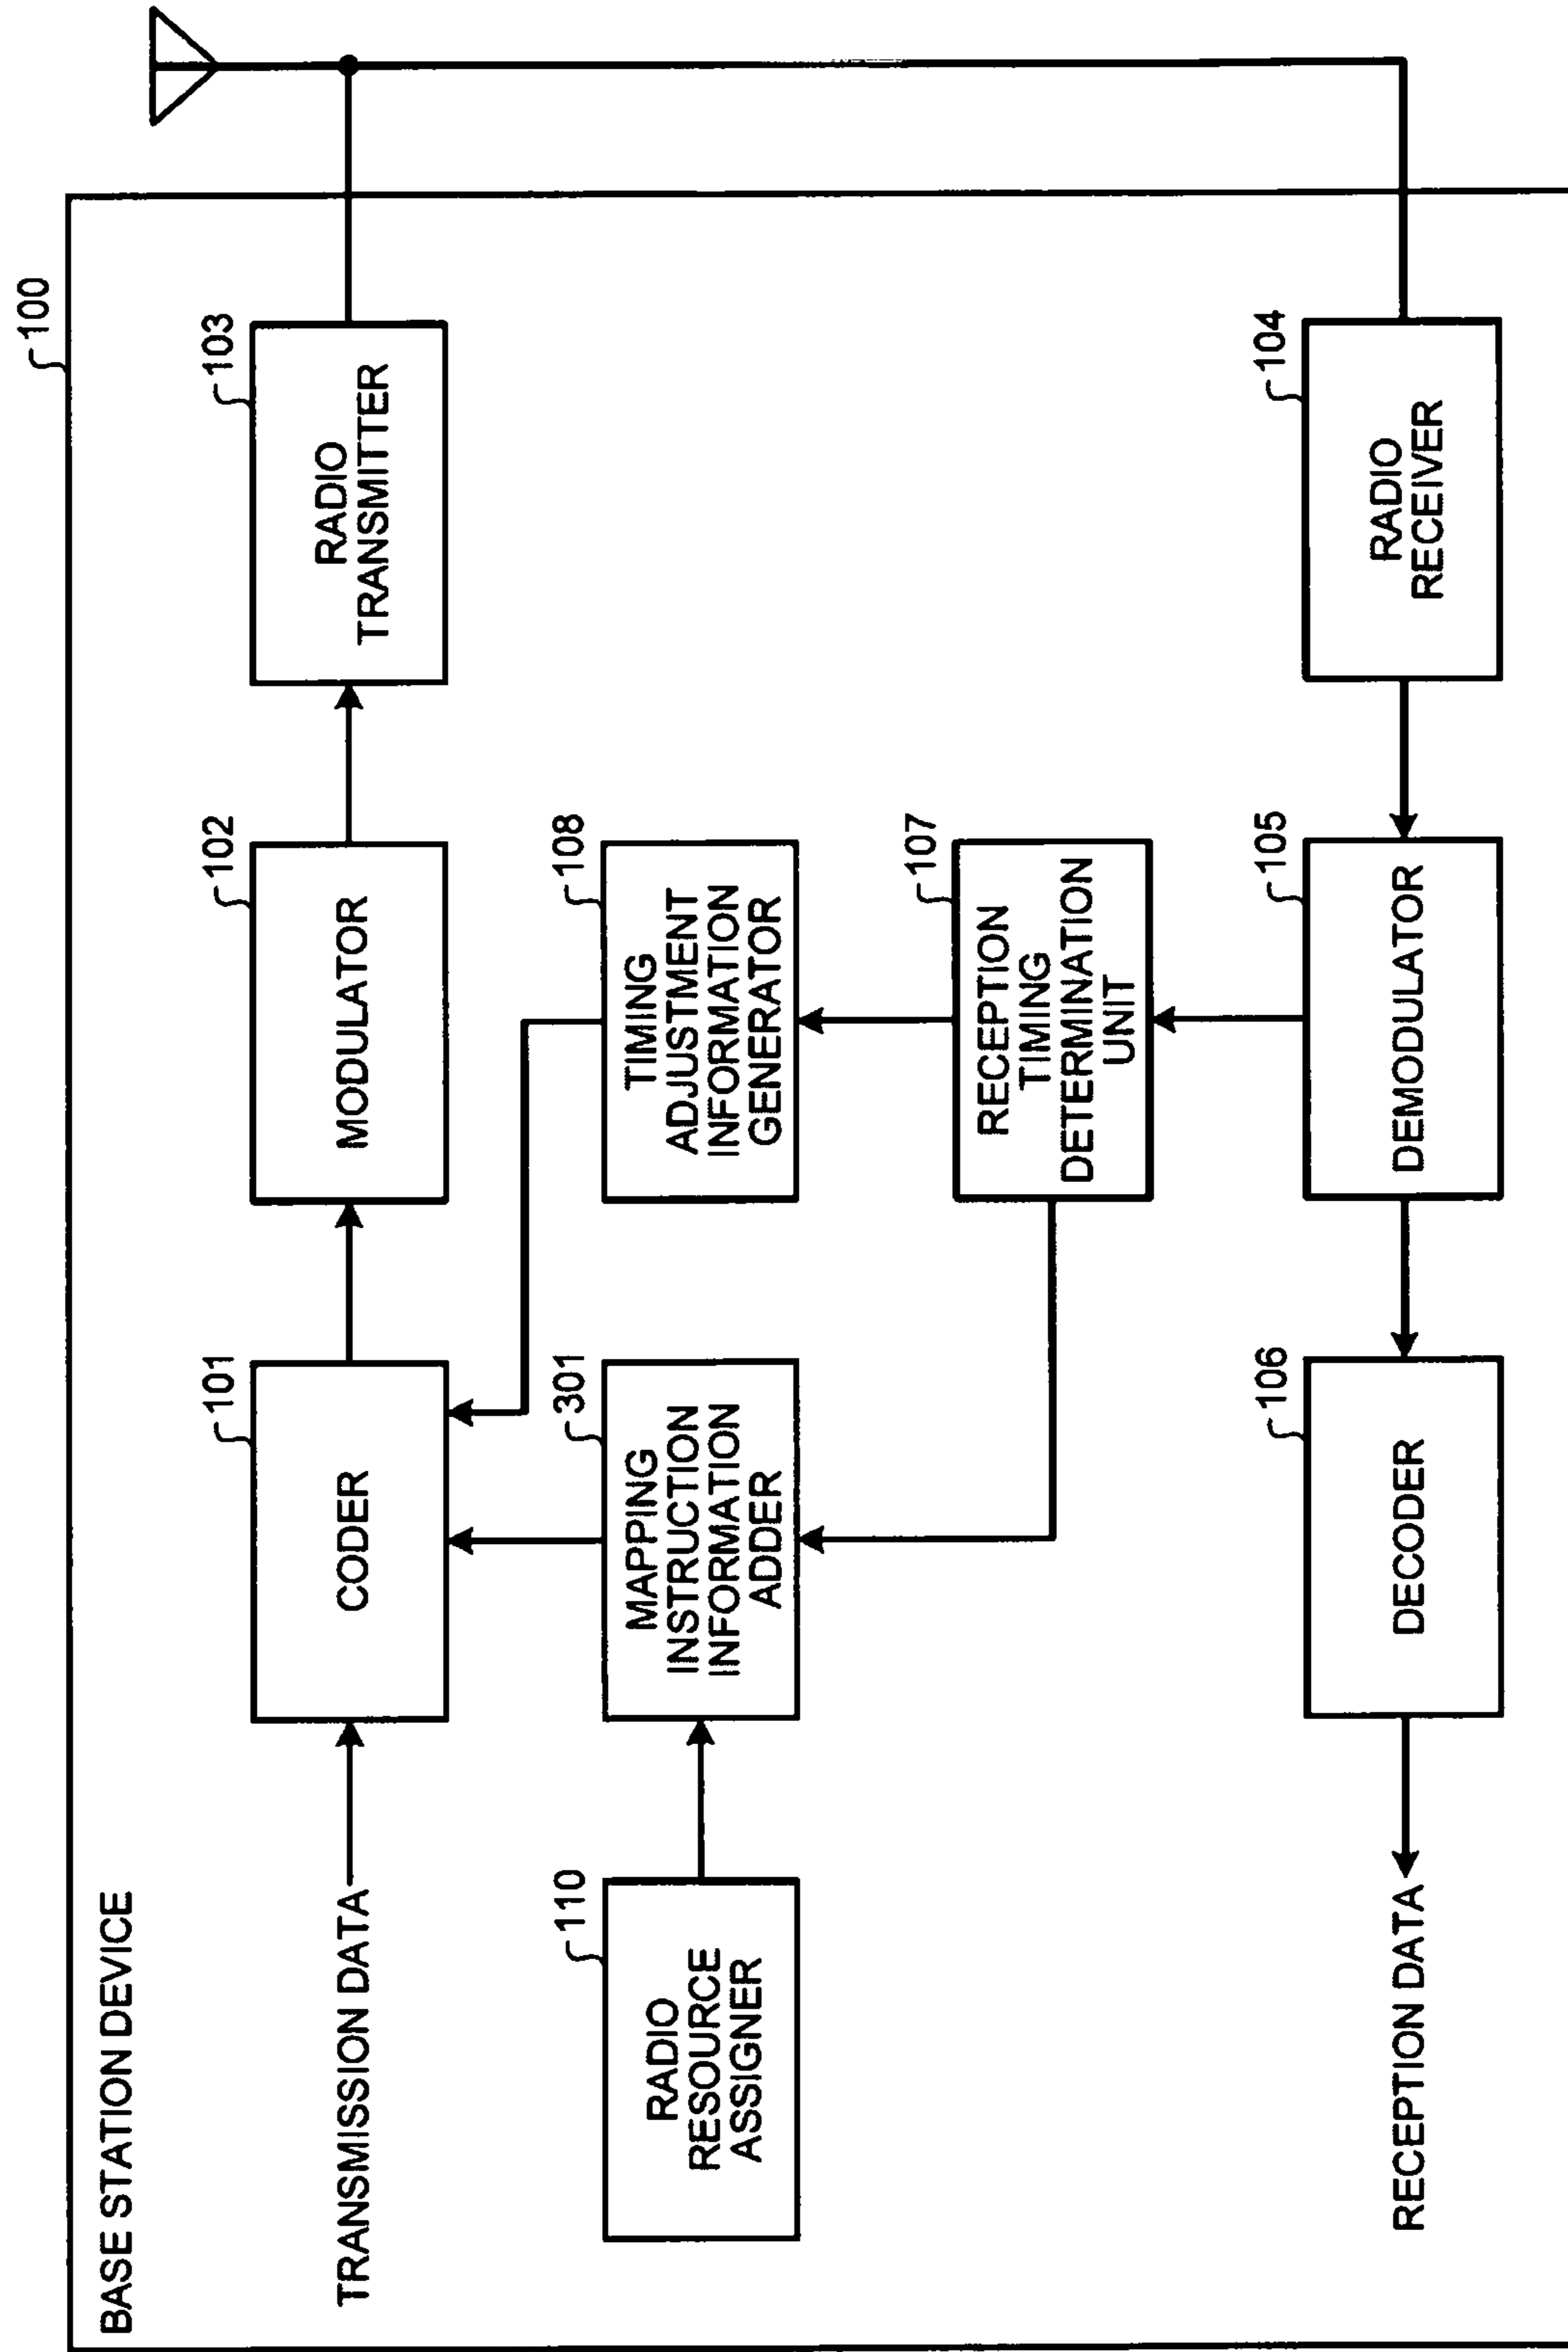 100
BASE STATION DEVICE
TRANSMISSION DATA
101
CODER
102
MODULATOR
103
RADIO
TRANSMITTER
110
RADIO
RESOURCE
ASSIGNER
301
MAPPING
INSTRUCTION
INFORMATION
ADDER
108
TIMING
ADJUSTMENT
INFORMATION
GENERATOR
107
RECEPTION
TIMING
DETERMINATION
UNIT
RECEPTION DATA
106
DECODER
105
DEMODULATOR
104
RADIO
RECEIVER